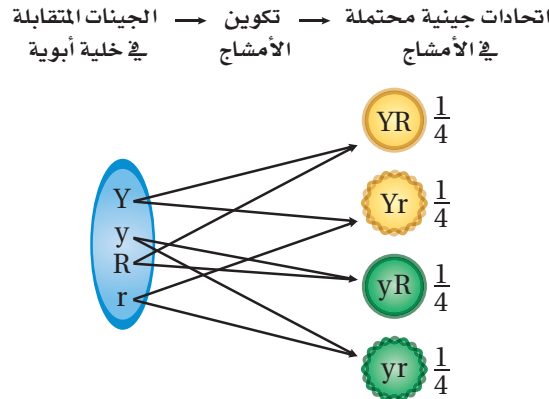 الجينات المتقابلة → تكوين → اتحادات جينية محتملة
في خلية أبوية الأمشاج في الأمشاج
Y
y
R
r
YR 1/4
Yr 1/4
yR 1/4
yr 1/4